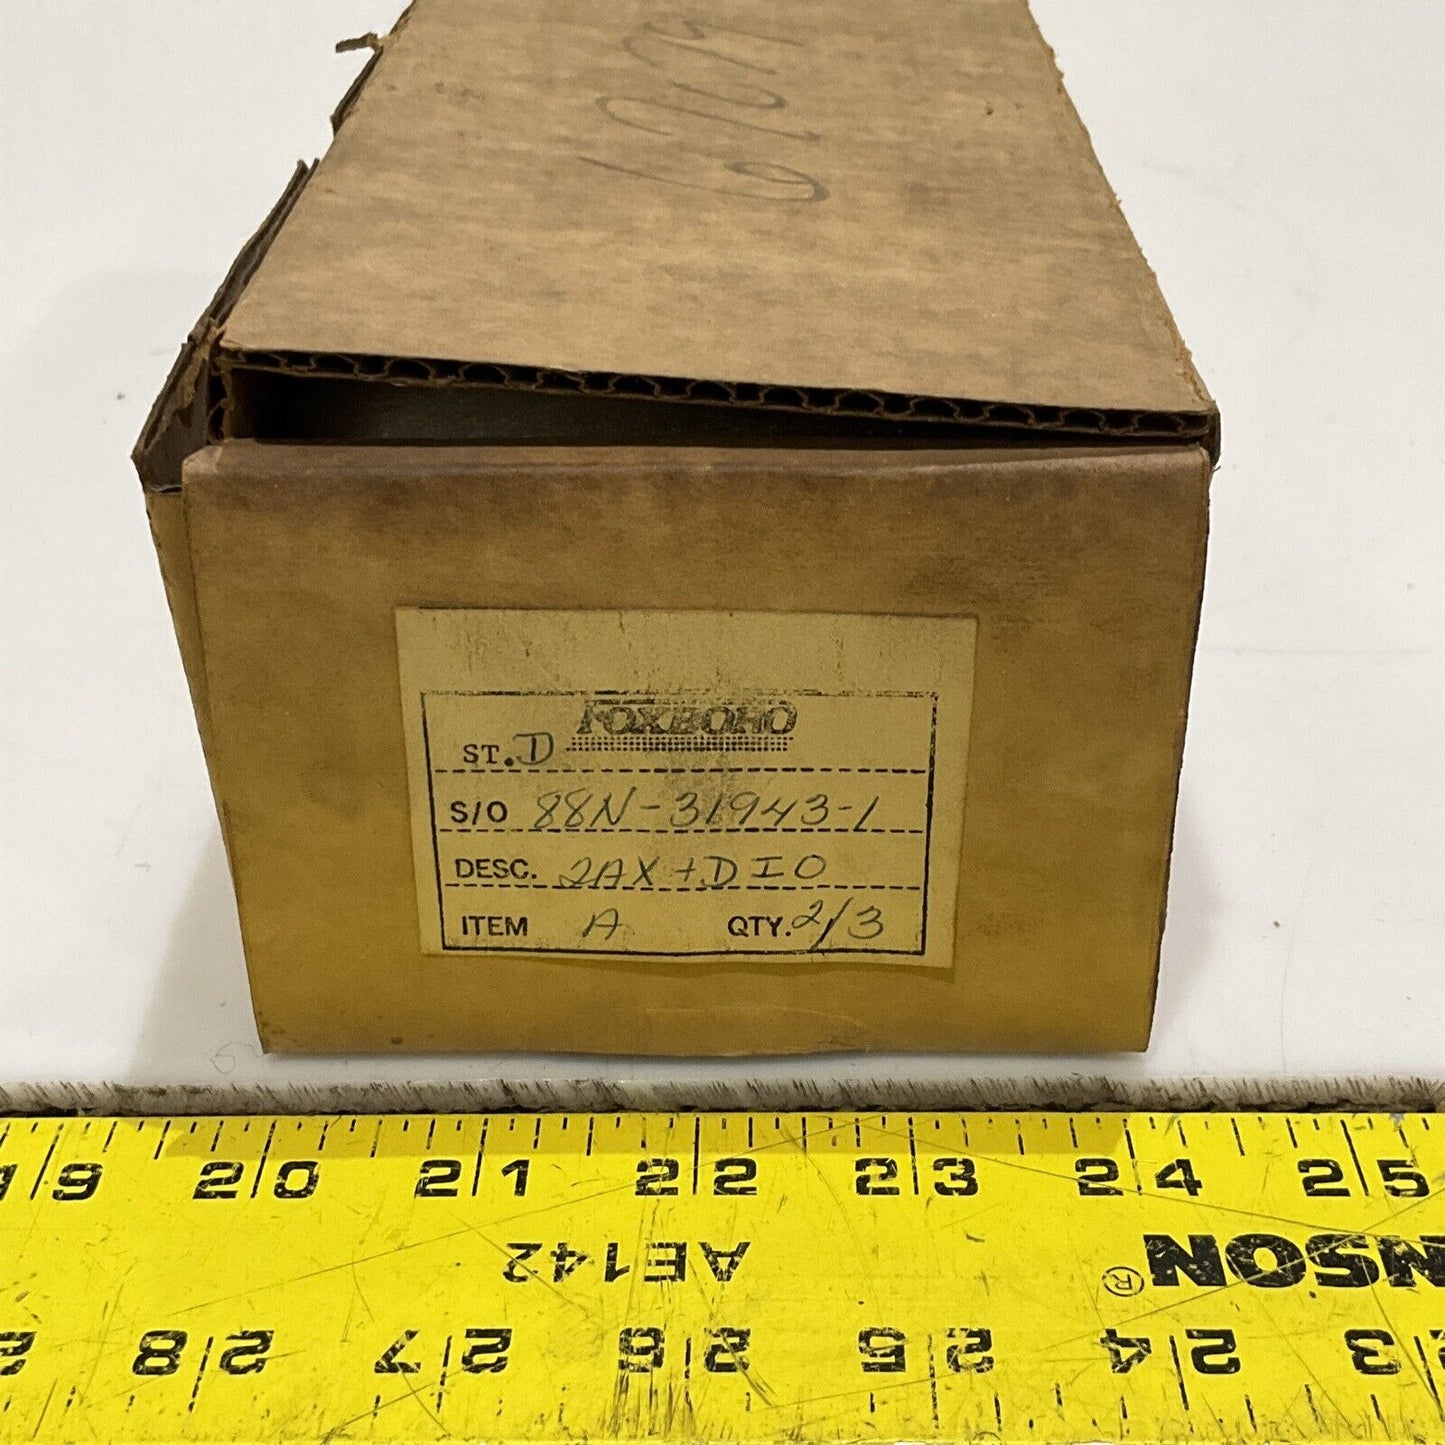 FOXBORO
ST. D
S/O 88N-31943-1
DESC. 2AX+DIO
ITEM A QTY. 2/3
19 20 21 22 23 24 25
AE142
NSON®
28 27 26 25 24 23